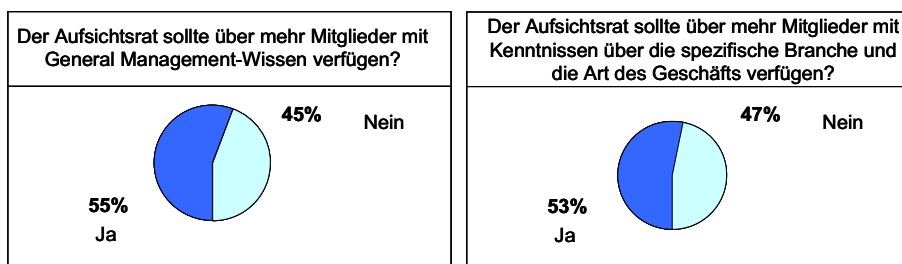 Der Aufsichtsrat sollte über mehr Mitglieder mit
General Management-Wissen verfügen?
45%
Nein
55%
Ja
Der Aufsichtsrat sollte über mehr Mitglieder mit
Kenntnissen über die spezifische Branche und
die Art des Geschäfts verfügen?
47%
Nein
53%
Ja